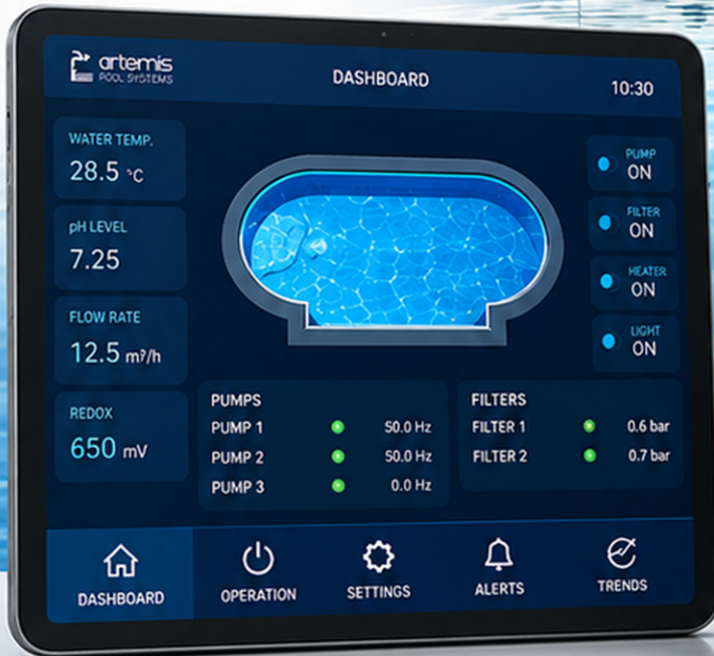 artemis
POOL SYSTEMS
DASHBOARD
10:30
WATER TEMP.
28.5 °C
pH LEVEL
7.25
FLOW RATE
12.5 m³/h
REDOX
650 mV
PUMP
ON
FILTER
ON
HEATER
ON
LIGHT
ON
PUMPS
PUMP 1 50.0 Hz
PUMP 2 50.0 Hz
PUMP 3 0.0 Hz
FILTERS
FILTER 1 0.6 bar
FILTER 2 0.7 bar
DASHBOARD
OPERATION
SETTINGS
ALERTS
TRENDS